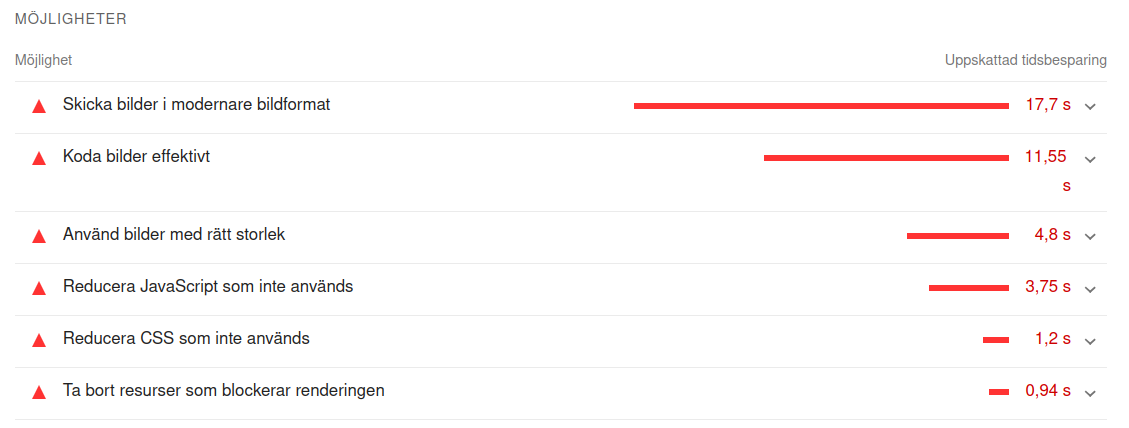 MÖJLIGHETER
Möjlighet Uppskattad tidsbesparing
Skicka bilder i modernare bildformat 17,7 s
Koda bilder effektivt 11,55
s
Använd bilder med rätt storlek 4,8 s
Reducera JavaScript som inte används 3,75 s
Reducera CSS som inte används 1,2 s
Ta bort resurser som blockerar renderingen 0,94 s